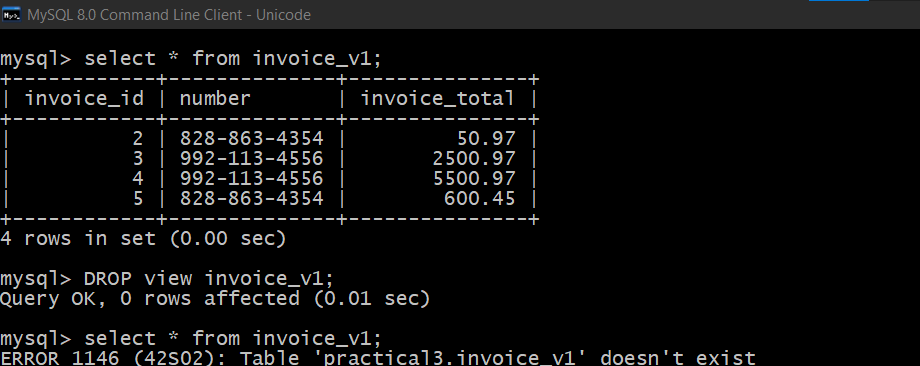 MySQL 8.0 Command Line Client - Unicode
mysql> select * from invoice_v1;
+------------+--------------+---------------+
| invoice_id | number       | invoice_total |
+------------+--------------+---------------+
|          2 | 828-863-4354 |         50.97 |
|          3 | 992-113-4556 |       2500.97 |
|          4 | 992-113-4556 |       5500.97 |
|          5 | 828-863-4354 |        600.45 |
+------------+--------------+---------------+
4 rows in set (0.00 sec)
mysql> DROP view invoice_v1;
Query OK, 0 rows affected (0.01 sec)
mysql> select * from invoice_v1;
ERROR 1146 (42S02): Table 'practical3.invoice_v1' doesn't exist